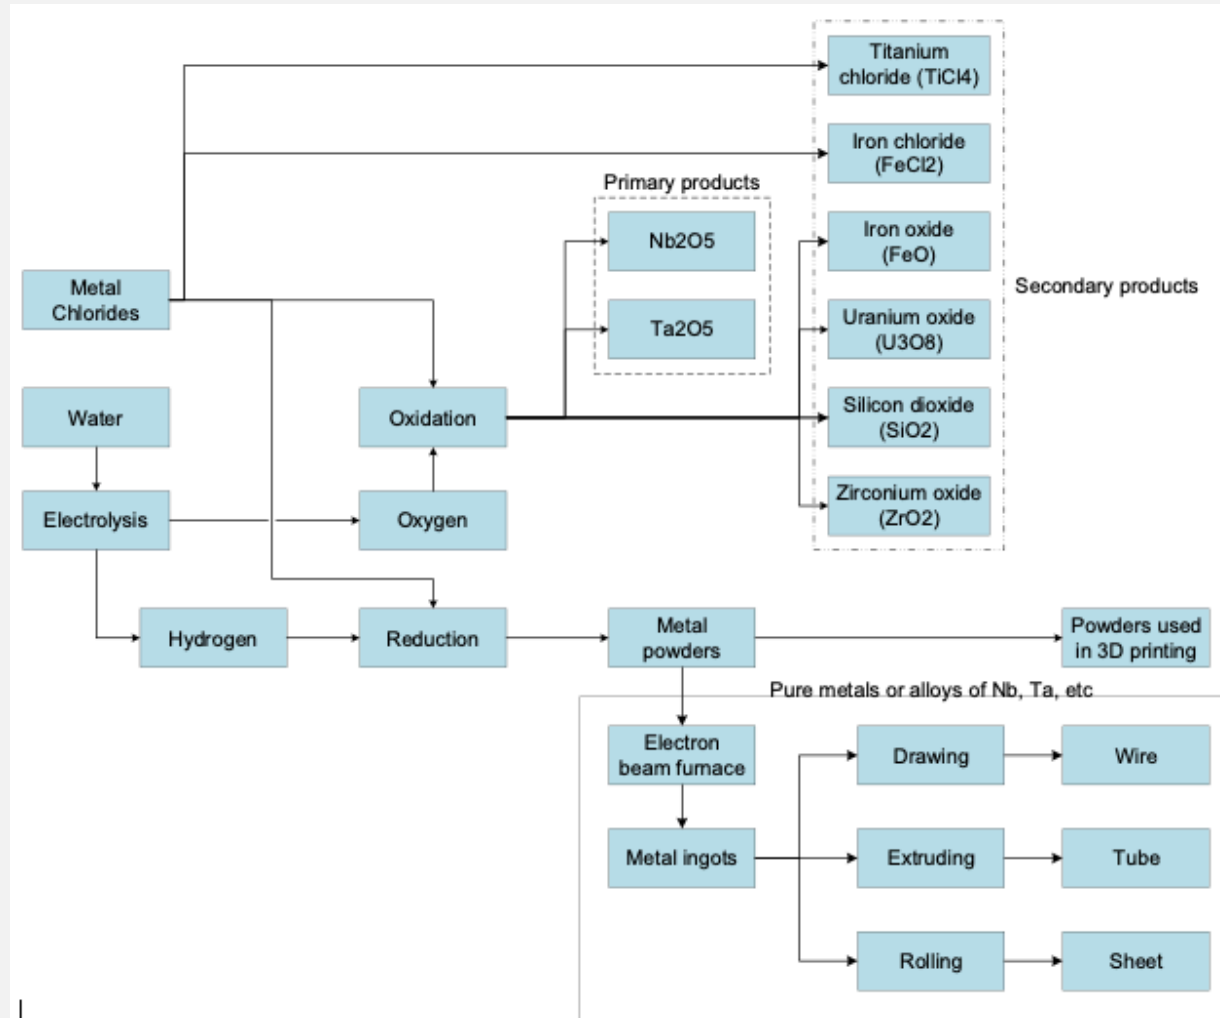 Titanium
chloride (TiCl4)
Iron chloride
(FeCl2)
Primary products
Nb2O5
Iron oxide
(FeO)
Metal
Chlorides
Secondary products
Ta2O5
Uranium oxide
(U3O8)
Water
Oxidation
Silicon dioxide
(SiO2)
Electrolysis
Oxygen
Zirconium oxide
(ZrO2)
Hydrogen
Reduction
Metal
powders
Powders used
in 3D printing
Pure metals or alloys of Nb, Ta, etc
Electron
beam furnace
Drawing
Wire
Metal ingots
Extruding
Tube
Rolling
Sheet